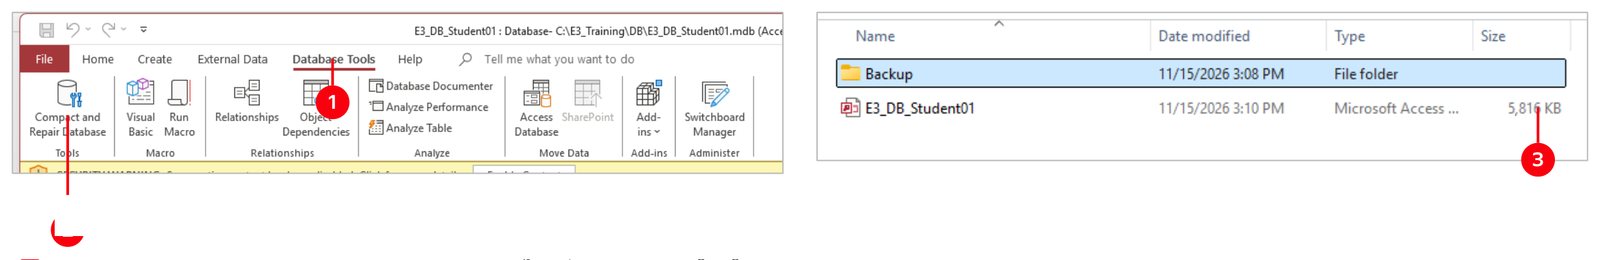 E3_DB_Student01 : Database- C:\E3_Training\DB\E3_DB_Student01.mdb (Acce
File Home Create External Data Database Tools Help Tell me what you want to do
Compact and Repair Database
Visual Basic
Run Macro
Relationships
Object Dependencies
Database Documenter
Analyze Performance
Analyze Table
Access Database
SharePoint
Add-ins
Switchboard Manager
Tools Macro Relationships Analyze Move Data Add-ins Administer
1
Name Date modified Type Size
Backup 11/15/2026 3:08 PM File folder
E3_DB_Student01 11/15/2026 3:10 PM Microsoft Access ... 5,816 KB
3